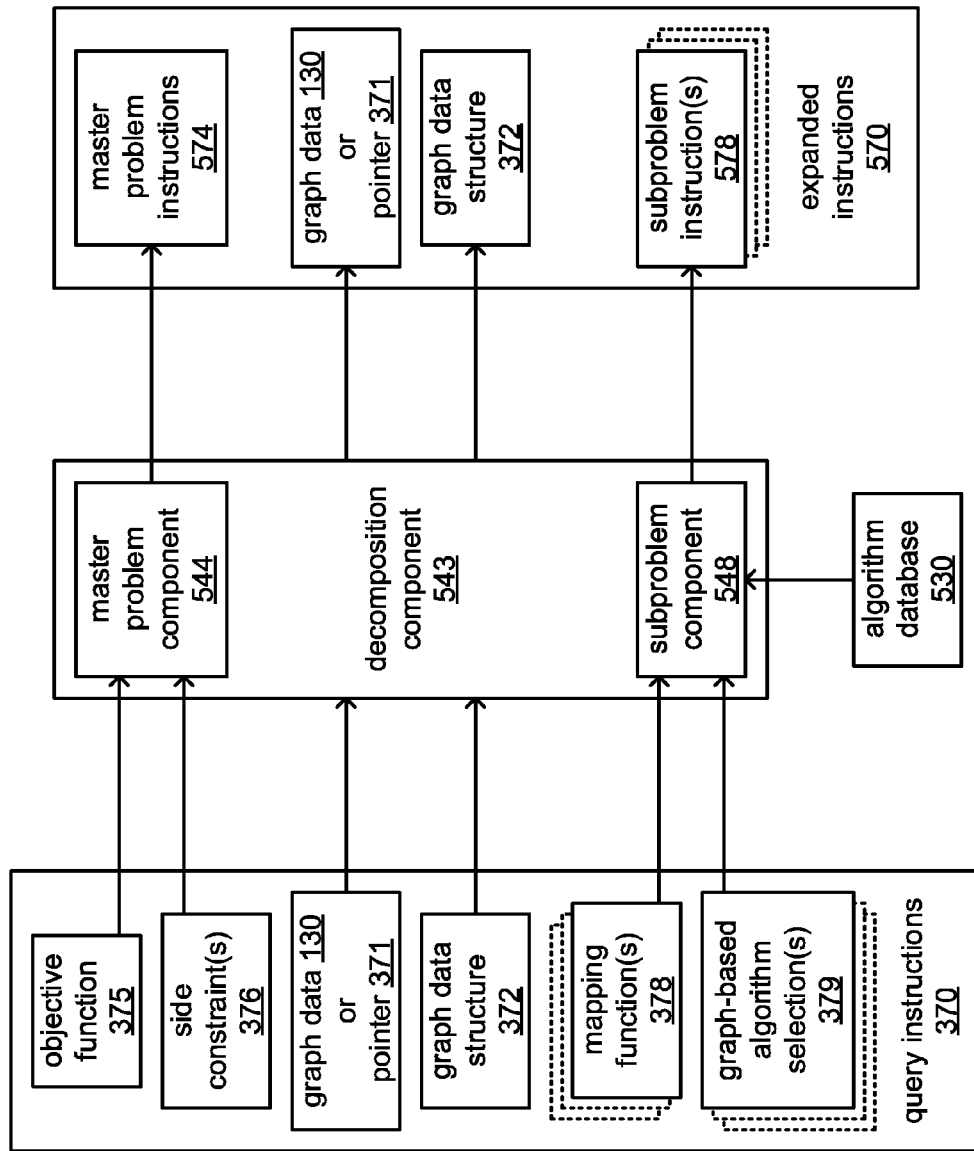 objective
function
375
side
constraint(s)
376
graph data 130
or
pointer 371
graph data
structure
372
mapping
function(s)
378
graph-based
algorithm
selection(s)
379
query instructions
370
master
problem
component
544
decomposition
component
543
subproblem
component
548
algorithm
database
530
master
problem
instructions
574
graph data 130
or
pointer 371
graph data
structure
372
subproblem
instruction(s)
578
expanded
instructions
570